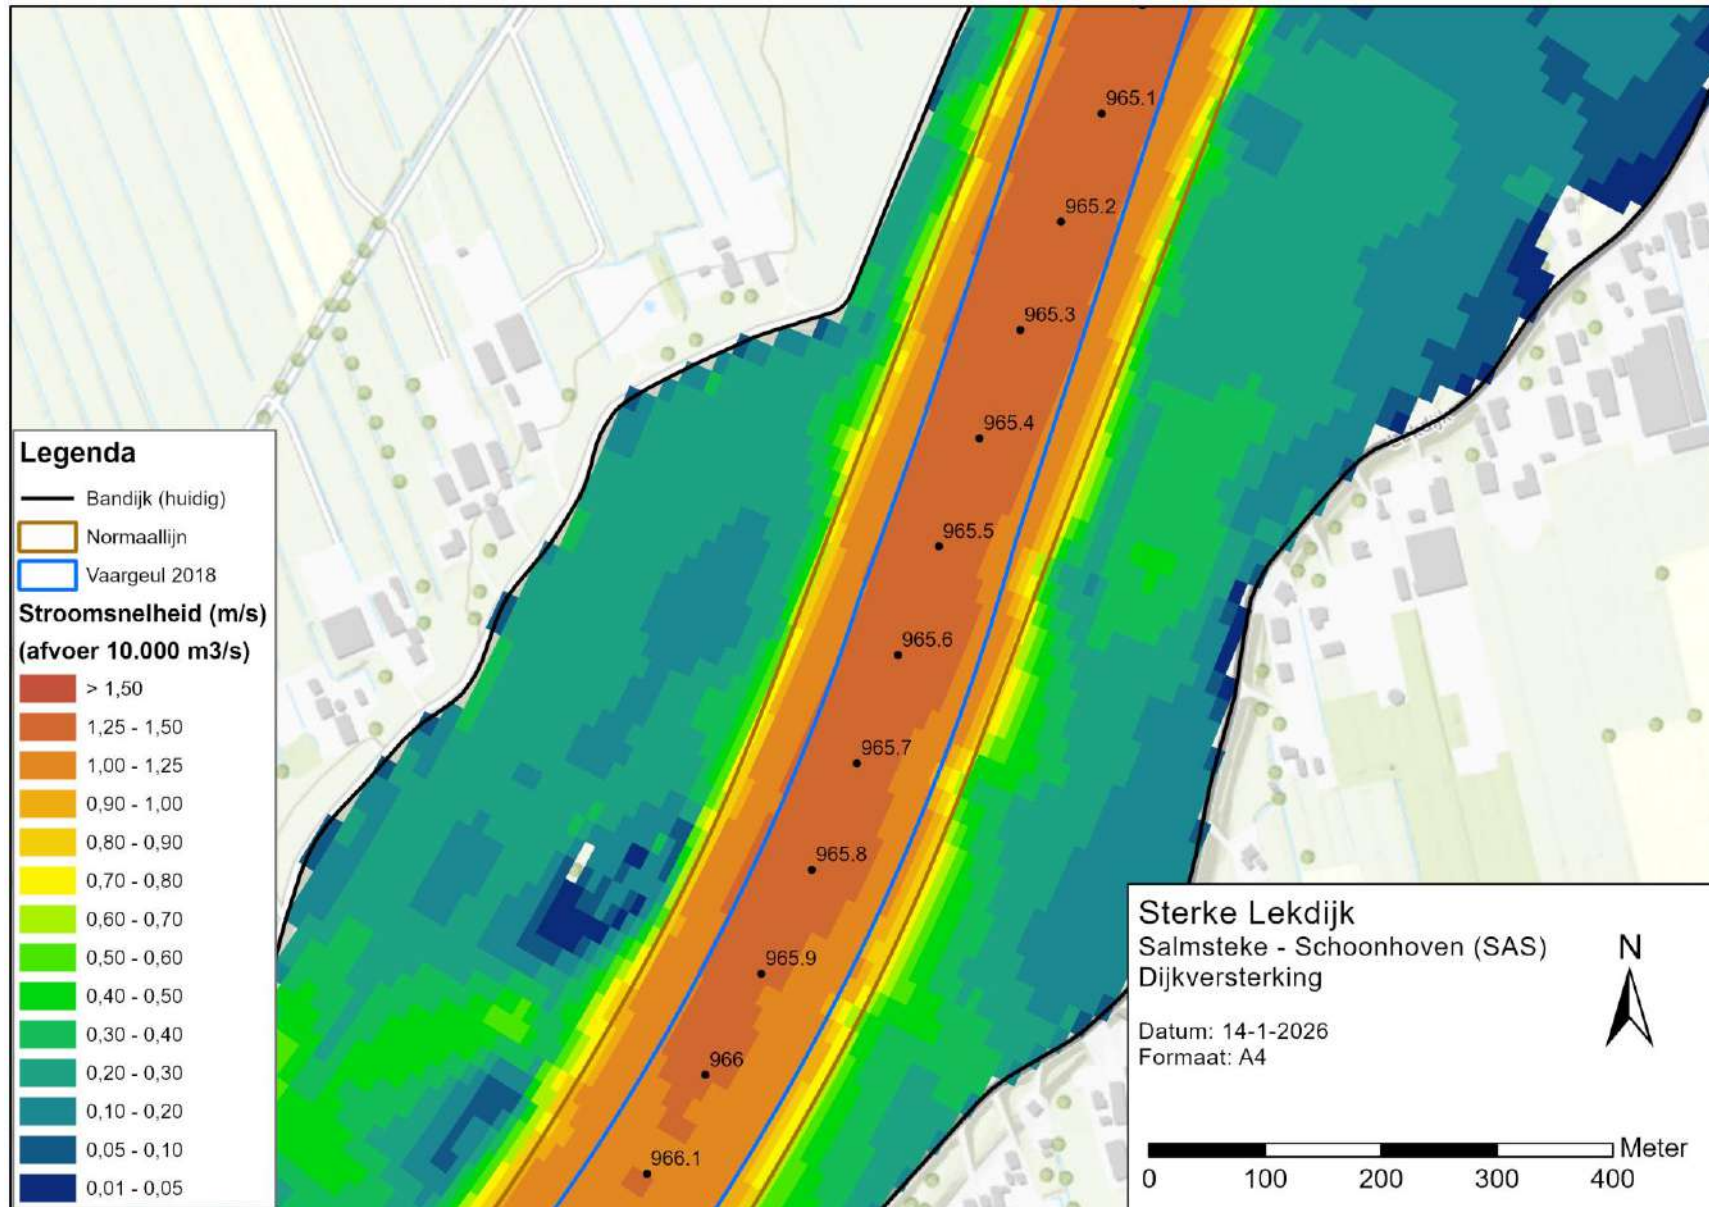 965.1
965.2
965.3
965.4
965.5
965.6
965.7
965.8
965.9
966
966.1
Legenda
Bandijk (huidig)
Normaallijn
Vaargeul 2018
Stroomsnelheid (m/s)
(afvoer 10.000 m3/s)
> 1,50
1,25 - 1,50
1,00 - 1,25
0,90 - 1,00
0,80 - 0,90
0,70 - 0,80
0,60 - 0,70
0,50 - 0,60
0,40 - 0,50
0,30 - 0,40
0,20 - 0,30
0,10 - 0,20
0,05 - 0,10
0,01 - 0,05
Sterke Lekdijk
Salmsteke - Schoonhoven (SAS)
Dijkversterking
Datum: 14-1-2026
Formaat: A4
N
Meter
0 100 200 300 400